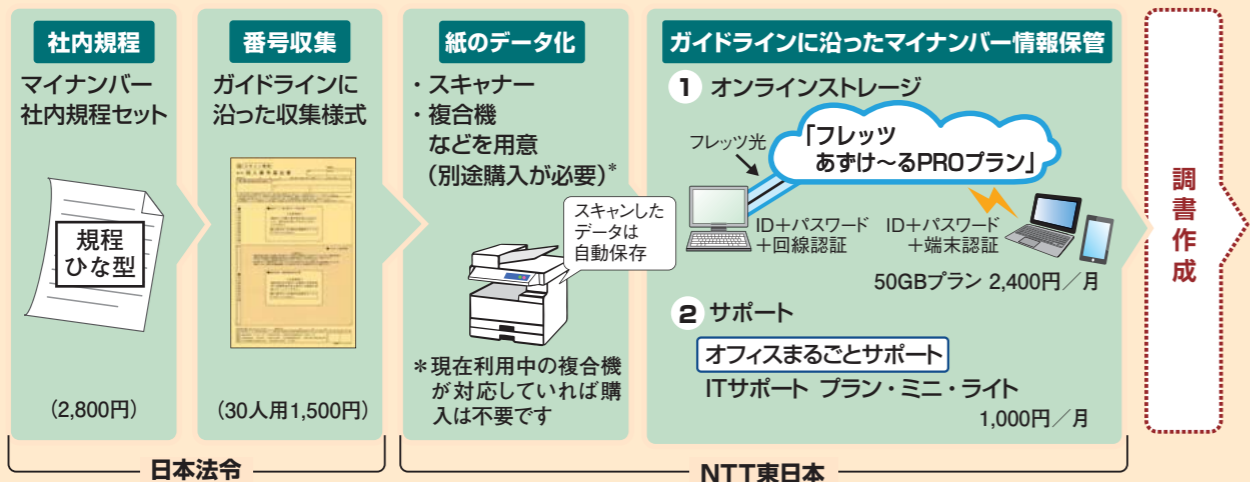 社内規程
マイナンバー
社内規程セット
規程
ひな型
（2,800円）
番号収集
ガイドラインに
沿った収集様式
（30人用1,500円）
日本法令
紙のデータ化
・スキャナー
・複合機
などを用意
（別途購入が必要）*
スキャンした
データは
自動保存
＊現在利用中の複合機
が対応していれば購
入は不要です
ガイドラインに沿ったマイナンバー情報保管
1 オンラインストレージ
フレッツ光
「フレッツ
あずけ～るPROプラン」
ID＋パスワード
＋回線認証
ID＋パスワード
＋端末認証
50GBプラン 2,400円／月
2 サポート
オフィスまるごとサポート
ITサポート プラン・ミニ・ライト
1,000円／月
NTT東日本
調書作成